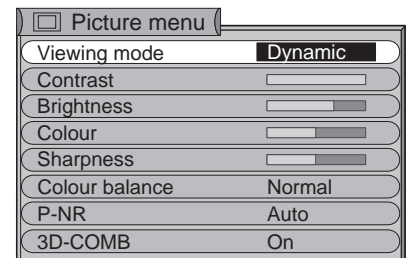 Picture menu
Viewing mode Dynamic
Contrast
Brightness
Colour
Sharpness
Colour balance Normal
P-NR Auto
3D-COMB On